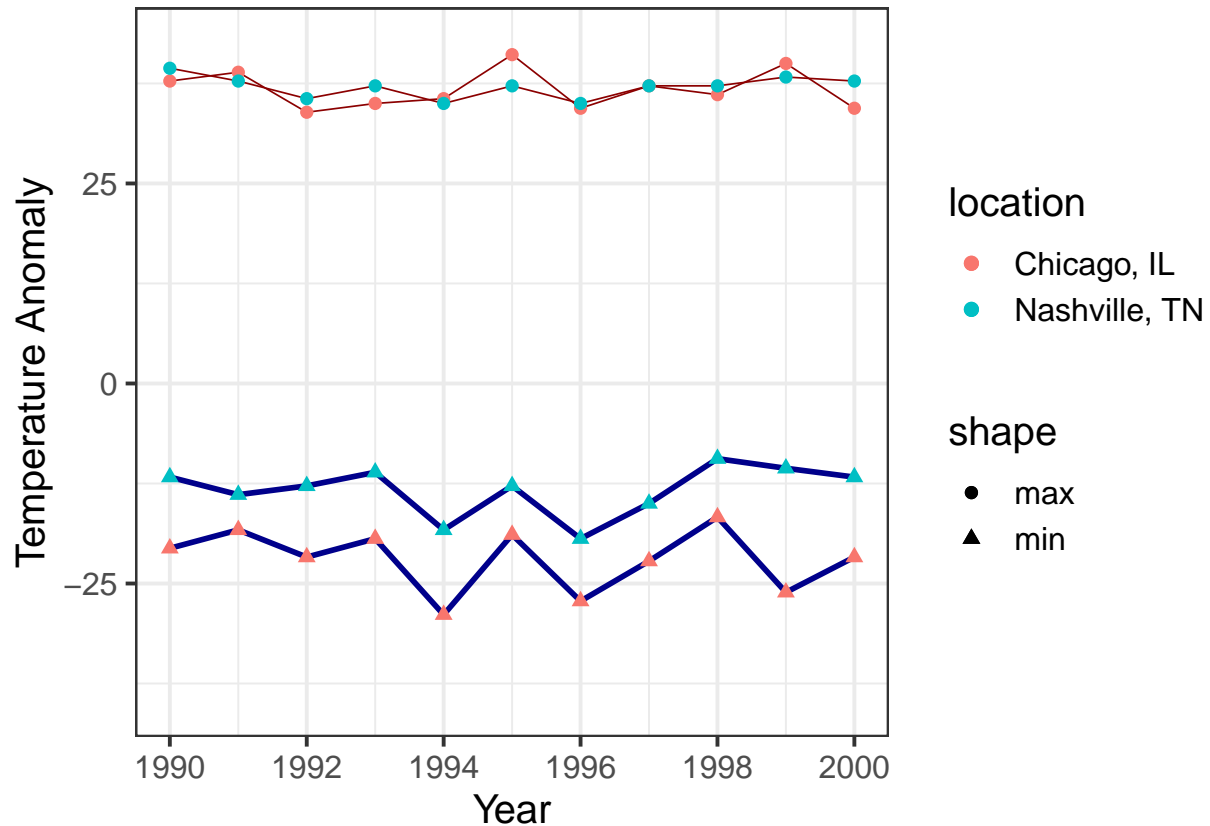 Temperature Anomaly
25
0
−25
1990 1992 1994 1996 1998 2000
Year
location
Chicago, IL
Nashville, TN
shape
max
min